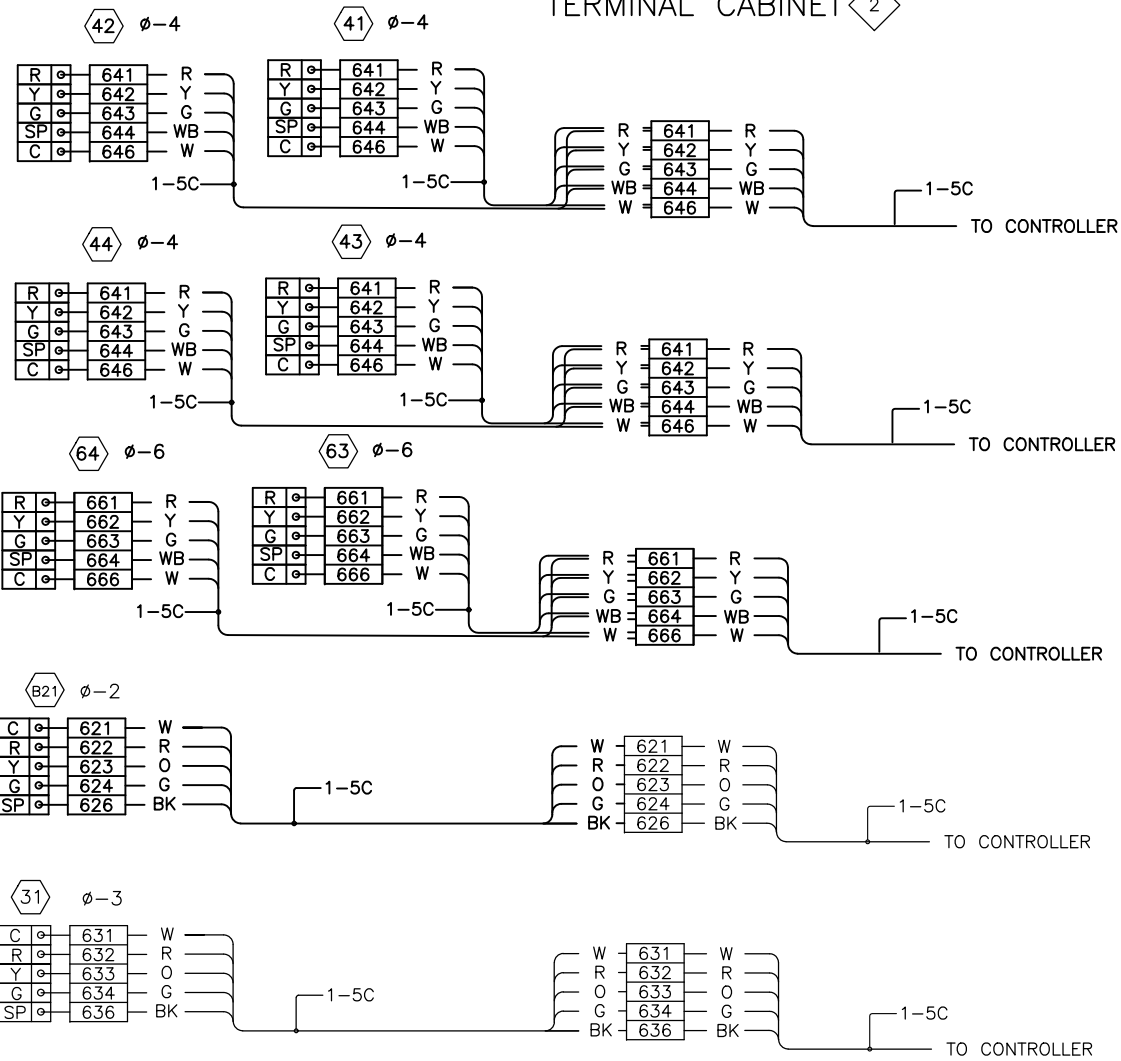 TERMINAL CABINET 2
42 ø-4
R 641 R
Y 642 Y
G 643 G
SP 644 WB
C 646 W
1-5C
41 ø-4
R 641 R
Y 642 Y
G 643 G
SP 644 WB
C 646 W
1-5C
R 641 R
Y 642 Y
G 643 G
WB 644 WB
W 646 W
1-5C
TO CONTROLLER
44 ø-4
R 641 R
Y 642 Y
G 643 G
SP 644 WB
C 646 W
1-5C
43 ø-4
R 641 R
Y 642 Y
G 643 G
SP 644 WB
C 646 W
1-5C
R 641 R
Y 642 Y
G 643 G
WB 644 WB
W 646 W
1-5C
TO CONTROLLER
64 ø-6
R 661 R
Y 662 Y
G 663 G
SP 664 WB
C 666 W
1-5C
63 ø-6
R 661 R
Y 662 Y
G 663 G
SP 664 WB
C 666 W
1-5C
R 661 R
Y 662 Y
G 663 G
WB 664 WB
W 666 W
1-5C
TO CONTROLLER
B21 ø-2
C 621 W
R 622 R
Y 623 O
G 624 G
SP 626 BK
1-5C
W 621 W
R 622 R
O 623 O
G 624 G
BK 626 BK
1-5C
TO CONTROLLER
31 ø-3
C 631 W
R 632 R
Y 633 O
G 634 G
SP 636 BK
1-5C
W 631 W
R 632 R
O 633 O
G 634 G
BK 636 BK
1-5C
TO CONTROLLER